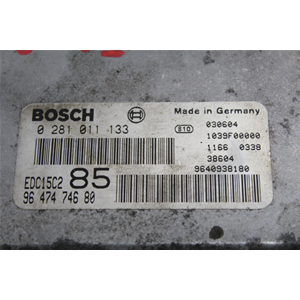 BOSCH
Made in Germany
0 281 011 133
e10
030604
1039F00000
1166 0338
38604
9640938180
EDC15C2 85
96 474 746 80